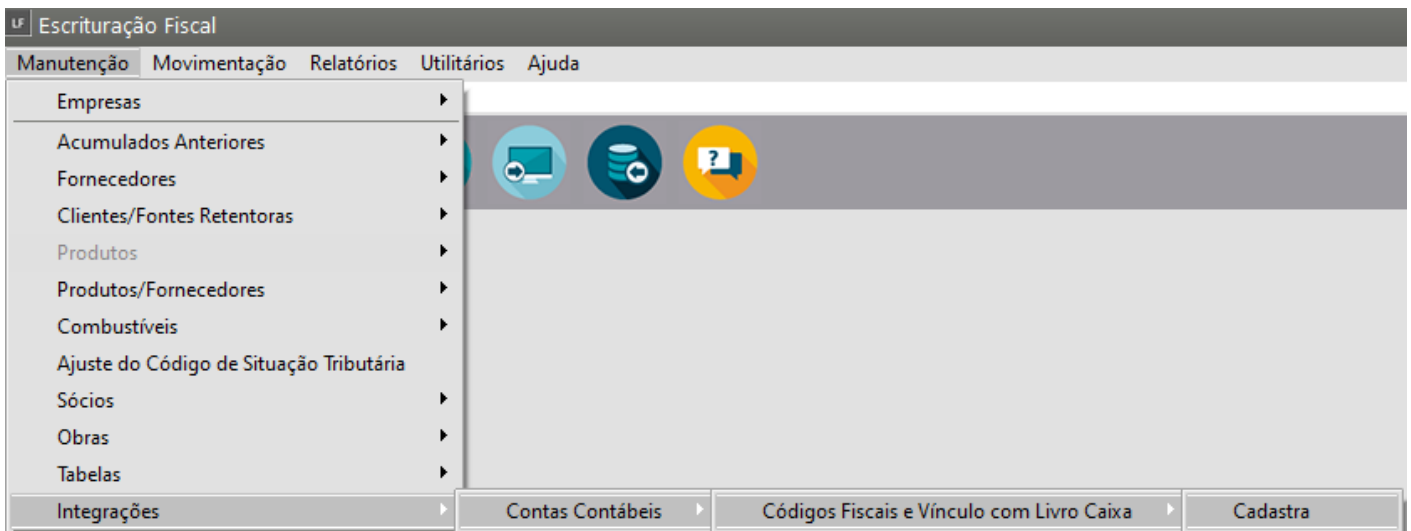 LF Escrituração Fiscal
Manutenção Movimentação Relatórios Utilitários Ajuda
Empresas
Acumulados Anteriores
Fornecedores
Clientes/Fontes Retentoras
Produtos
Produtos/Fornecedores
Combustíveis
Ajuste do Código de Situação Tributária
Sócios
Obras
Tabelas
Integrações Contas Contábeis Códigos Fiscais e Vínculo com Livro Caixa Cadastra
?